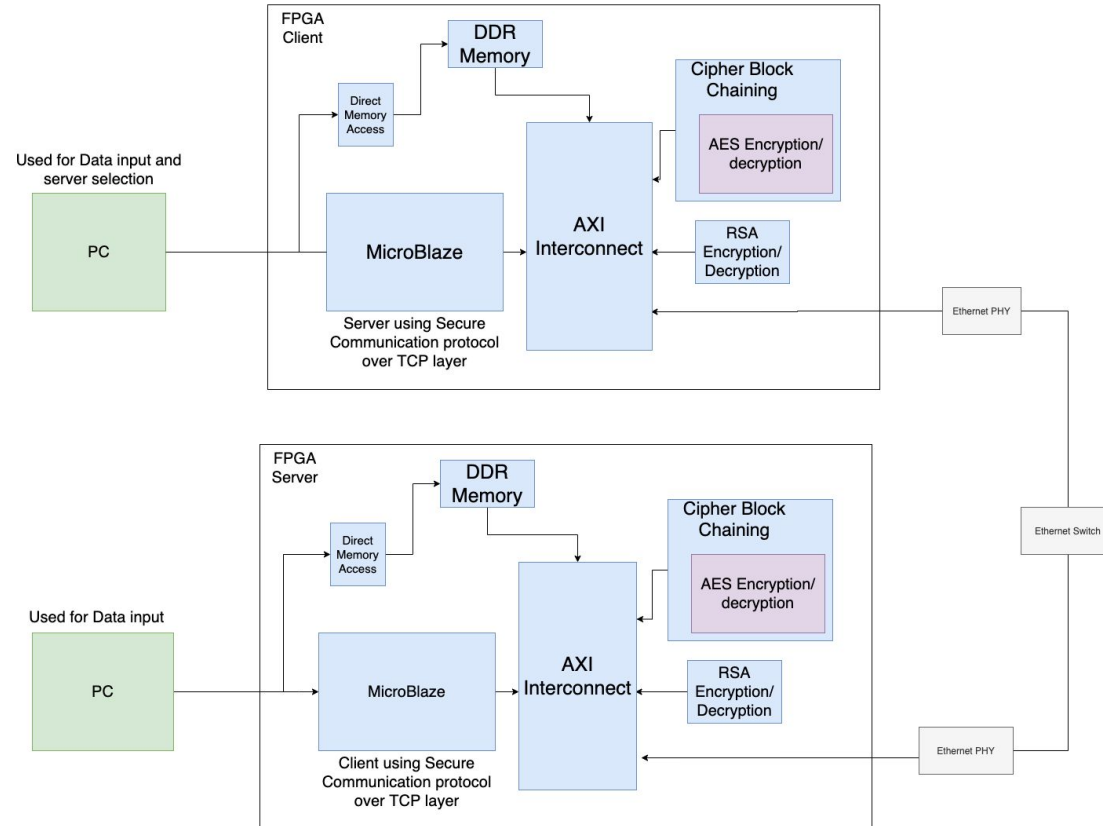 FPGA
Client
DDR
Memory
Direct
Memory
Access
Cipher Block
Chaining
AES Encryption/
decryption
Used for Data input and
server selection
PC
MicroBlaze
AXI
Interconnect
RSA
Encryption/
Decryption
Server using Secure
Communication protocol
over TCP layer
Ethernet PHY
FPGA
Server
DDR
Memory
Direct
Memory
Access
Cipher Block
Chaining
AES Encryption/
decryption
Ethernet Switch
Used for Data input
PC
MicroBlaze
AXI
Interconnect
RSA
Encryption/
Decryption
Client using Secure
Communication protocol
over TCP layer
Ethernet PHY